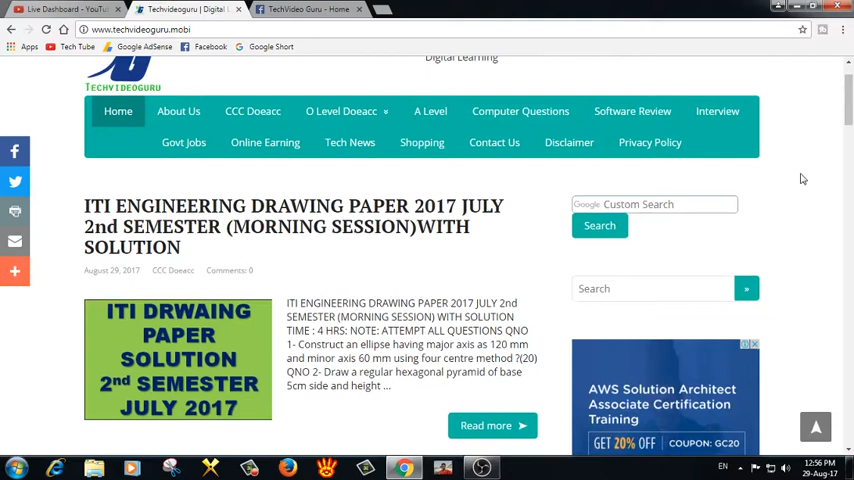 Live Dashboard - YouTu
Techvideoguru | Digital L
TechVideo Guru - Home
www.techvideoguru.mobi
Apps
Tech Tube
Google AdSense
Facebook
Google Short
TECHVIDEOGURU
Digital Learning
Home
About Us
CCC Doeacc
O Level Doeacc
A Level
Computer Questions
Software Review
Interview
Govt Jobs
Online Earning
Tech News
Shopping
Contact Us
Disclaimer
Privacy Policy
ITI ENGINEERING DRAWING PAPER 2017 JULY
2nd SEMESTER (MORNING SESSION)WITH
SOLUTION
August 29, 2017 CCC Doeacc Comments: 0
ITI DRWAING
PAPER
SOLUTION
2nd SEMESTER
JULY 2017
ITI ENGINEERING DRAWING PAPER 2017 JULY 2nd
SEMESTER (MORNING SESSION) WITH SOLUTION
TIME : 4 HRS: NOTE: ATTEMPT ALL QUESTIONS QNO
1- Construct an ellipse having major axis as 120 mm
and minor axis 60 mm using four centre method ?(20)
QNO 2- Draw a regular hexagonal pyramid of base
5cm side and height ...
Read more
Google Custom Search
Search
Search
»
AWS Solution Architect
Associate Certification
Training
GET 20% OFF COUPON: GC20
EN
12:56 PM
29-Aug-17